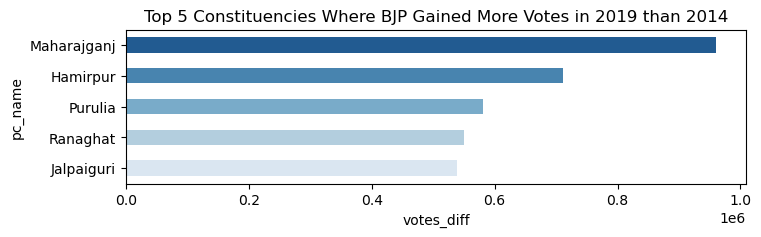 Top 5 Constituencies Where BJP Gained More Votes in 2019 than 2014
pc_name
Maharajganj
Hamirpur
Purulia
Ranaghat
Jalpaiguri
0.0 0.2 0.4 0.6 0.8 1.0
1e6
votes_diff